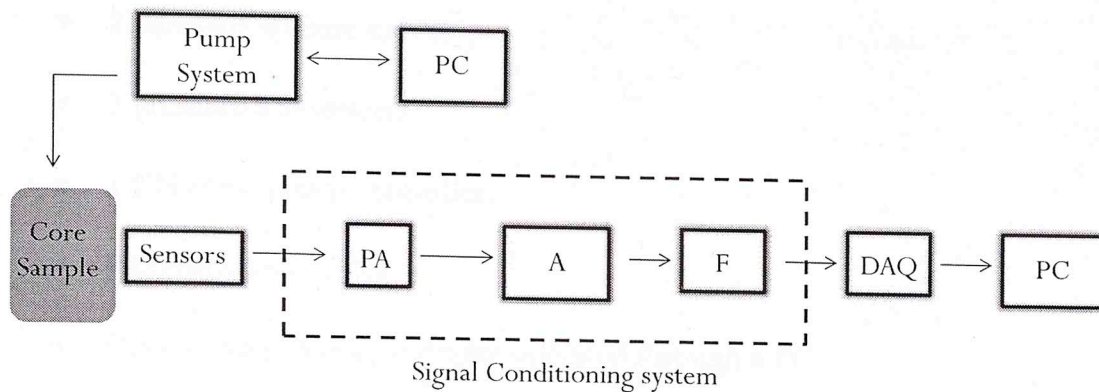 Pump
System
PC
Core
Sample
Sensors
PA
A
F
DAQ
PC
Signal Conditioning system